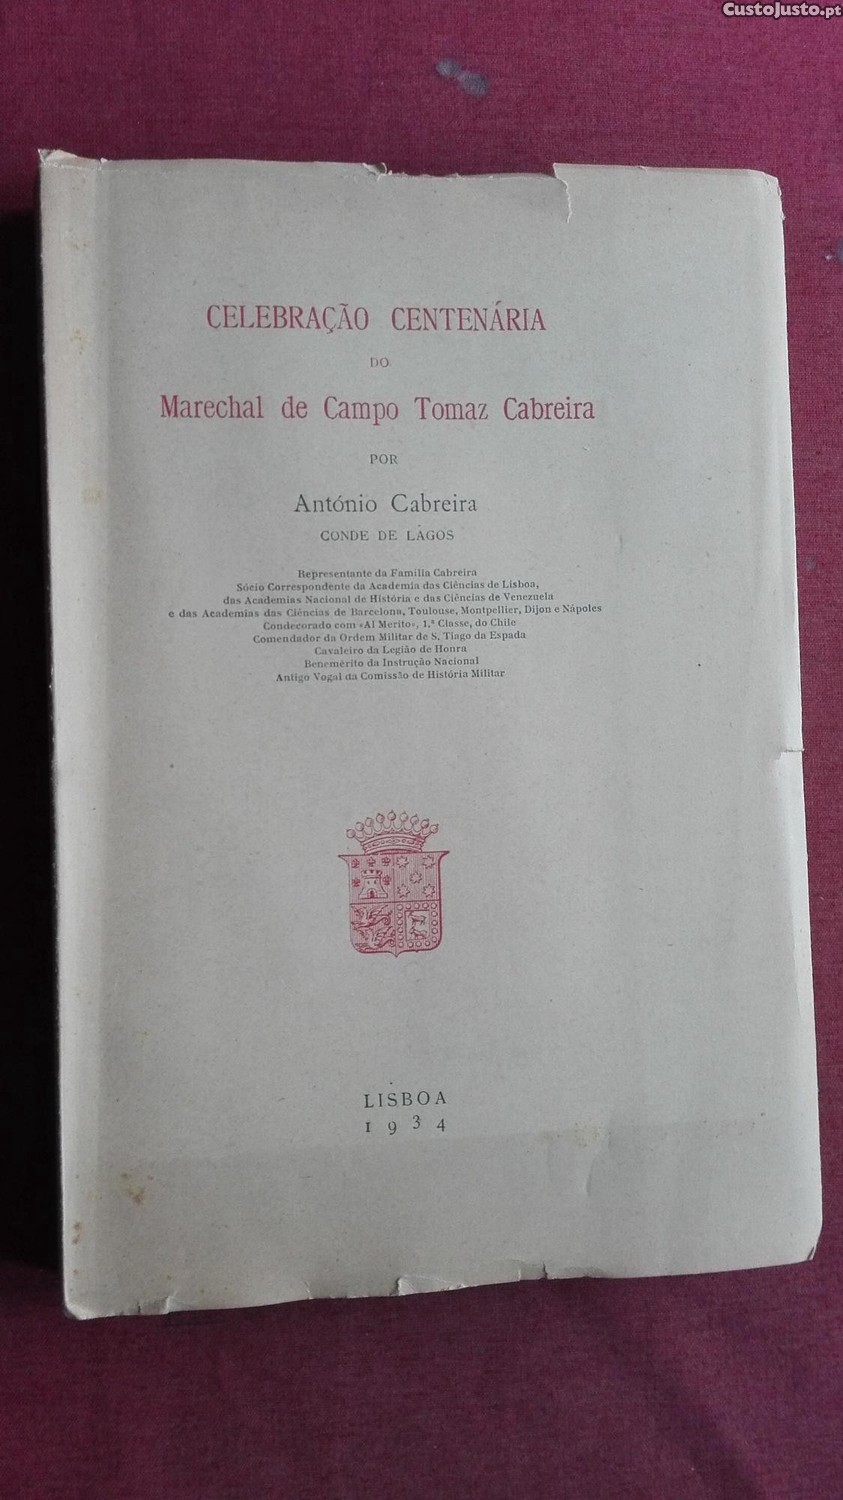 CustoJusto.pt
CELEBRAÇÃO CENTENÁRIA
DO
Marechal de Campo Tomaz Cabreira
POR
António Cabreira
CONDE DE LAGOS
Representante da Família Cabreira
Sócio Correspondente da Academia das Ciências de Lisboa,
das Academias Nacional de História e das Ciências de Venezuela
e das Academias das Ciências de Barcelona, Toulouse, Montpellier, Dijon e Nápoles
Condecorado com «Al Merito», 1.ª Classe, do Chile
Comendador da Ordem Militar de S. Tiago da Espada
Cavaleiro da Legião de Honra
Benemérito da Instrução Nacional
Antigo Vogal da Comissão de História Militar
LISBOA
1934